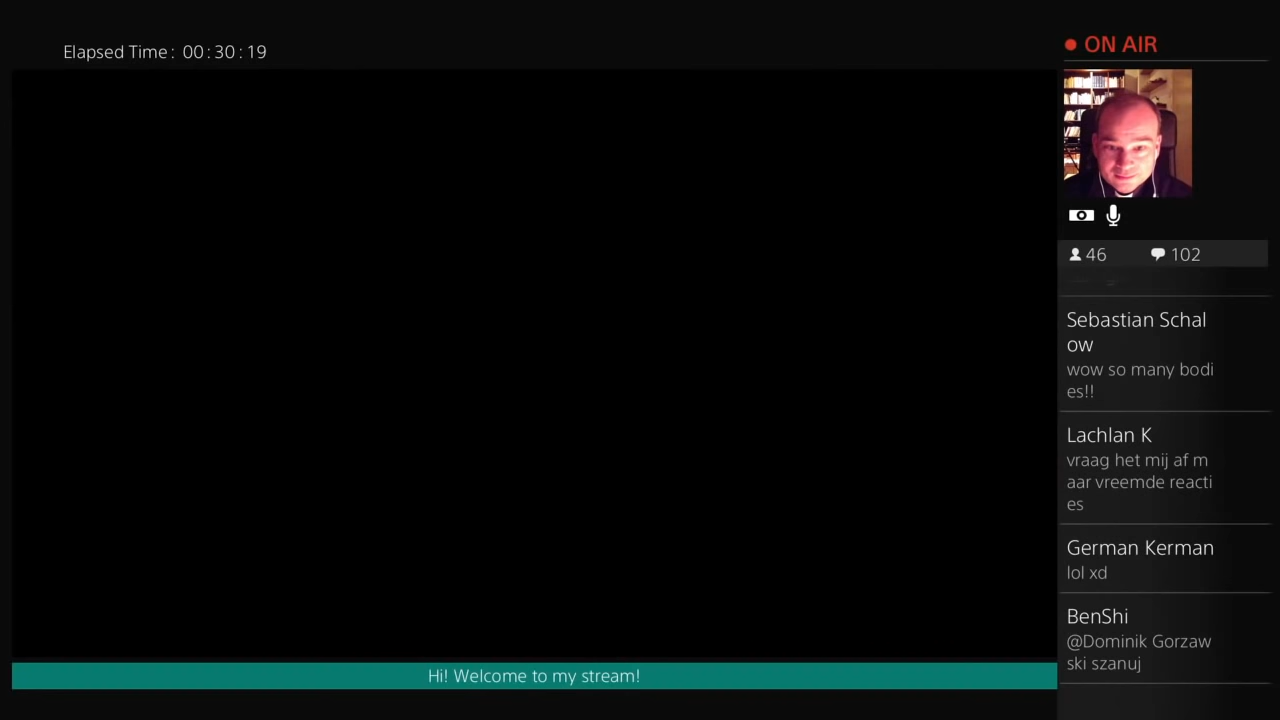 Elapsed Time: 00:30:19
ON AIR
46 102
Sebastian Schal
ow
wow so many bodi
es!!
Lachlan K
vraag het mij af m
aar vreemde reacti
es
German Kerman
lol xd
BenShi
@Dominik Gorzaw
ski szanuj
Hi! Welcome to my stream!